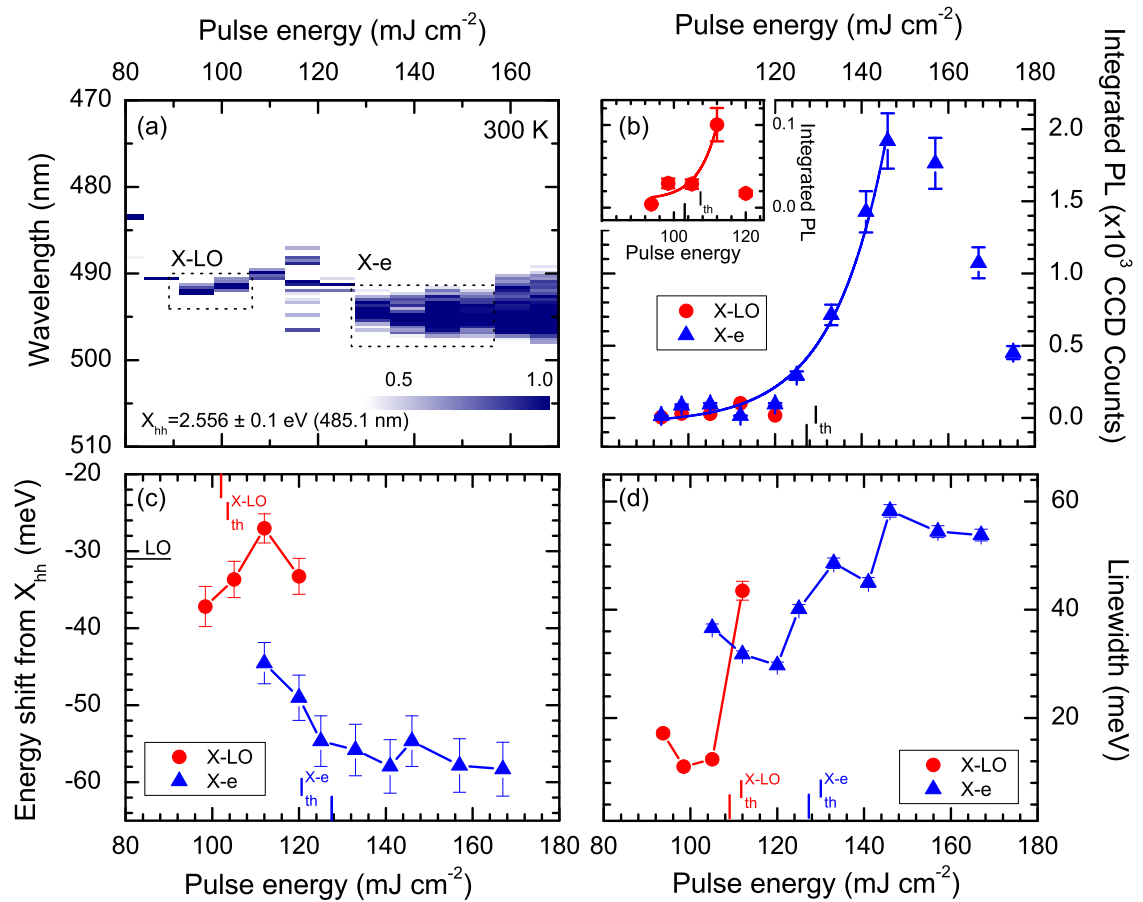 Pulse energy (mJ cm⁻²)
80 100 120 140 160
(a)
300 K
470
480
490
500
510
Wavelength (nm)
X-LO
X-e
0.5 1.0
Xhh=2.556 ± 0.1 eV (485.1 nm)
Pulse energy (mJ cm⁻²)
120 140 160 180
(b)
0.1
0.0
Integrated PL
100 120
Pulse energy
Ith
X-LO
X-e
Ith
2.0
1.5
1.0
0.5
0.0
Integrated PL (x10³ CCD Counts)
(c)
-20
-30
-40
-50
-60
Energy shift from Xhh (meV)
LO
IthX-LO
X-LO
X-e
IthX-e
80 100 120 140 160 180
Pulse energy (mJ cm⁻²)
(d)
60
40
20
Linewidth (meV)
IthX-LO
IthX-e
X-LO
X-e
80 100 120 140 160 180
Pulse energy (mJ cm⁻²)